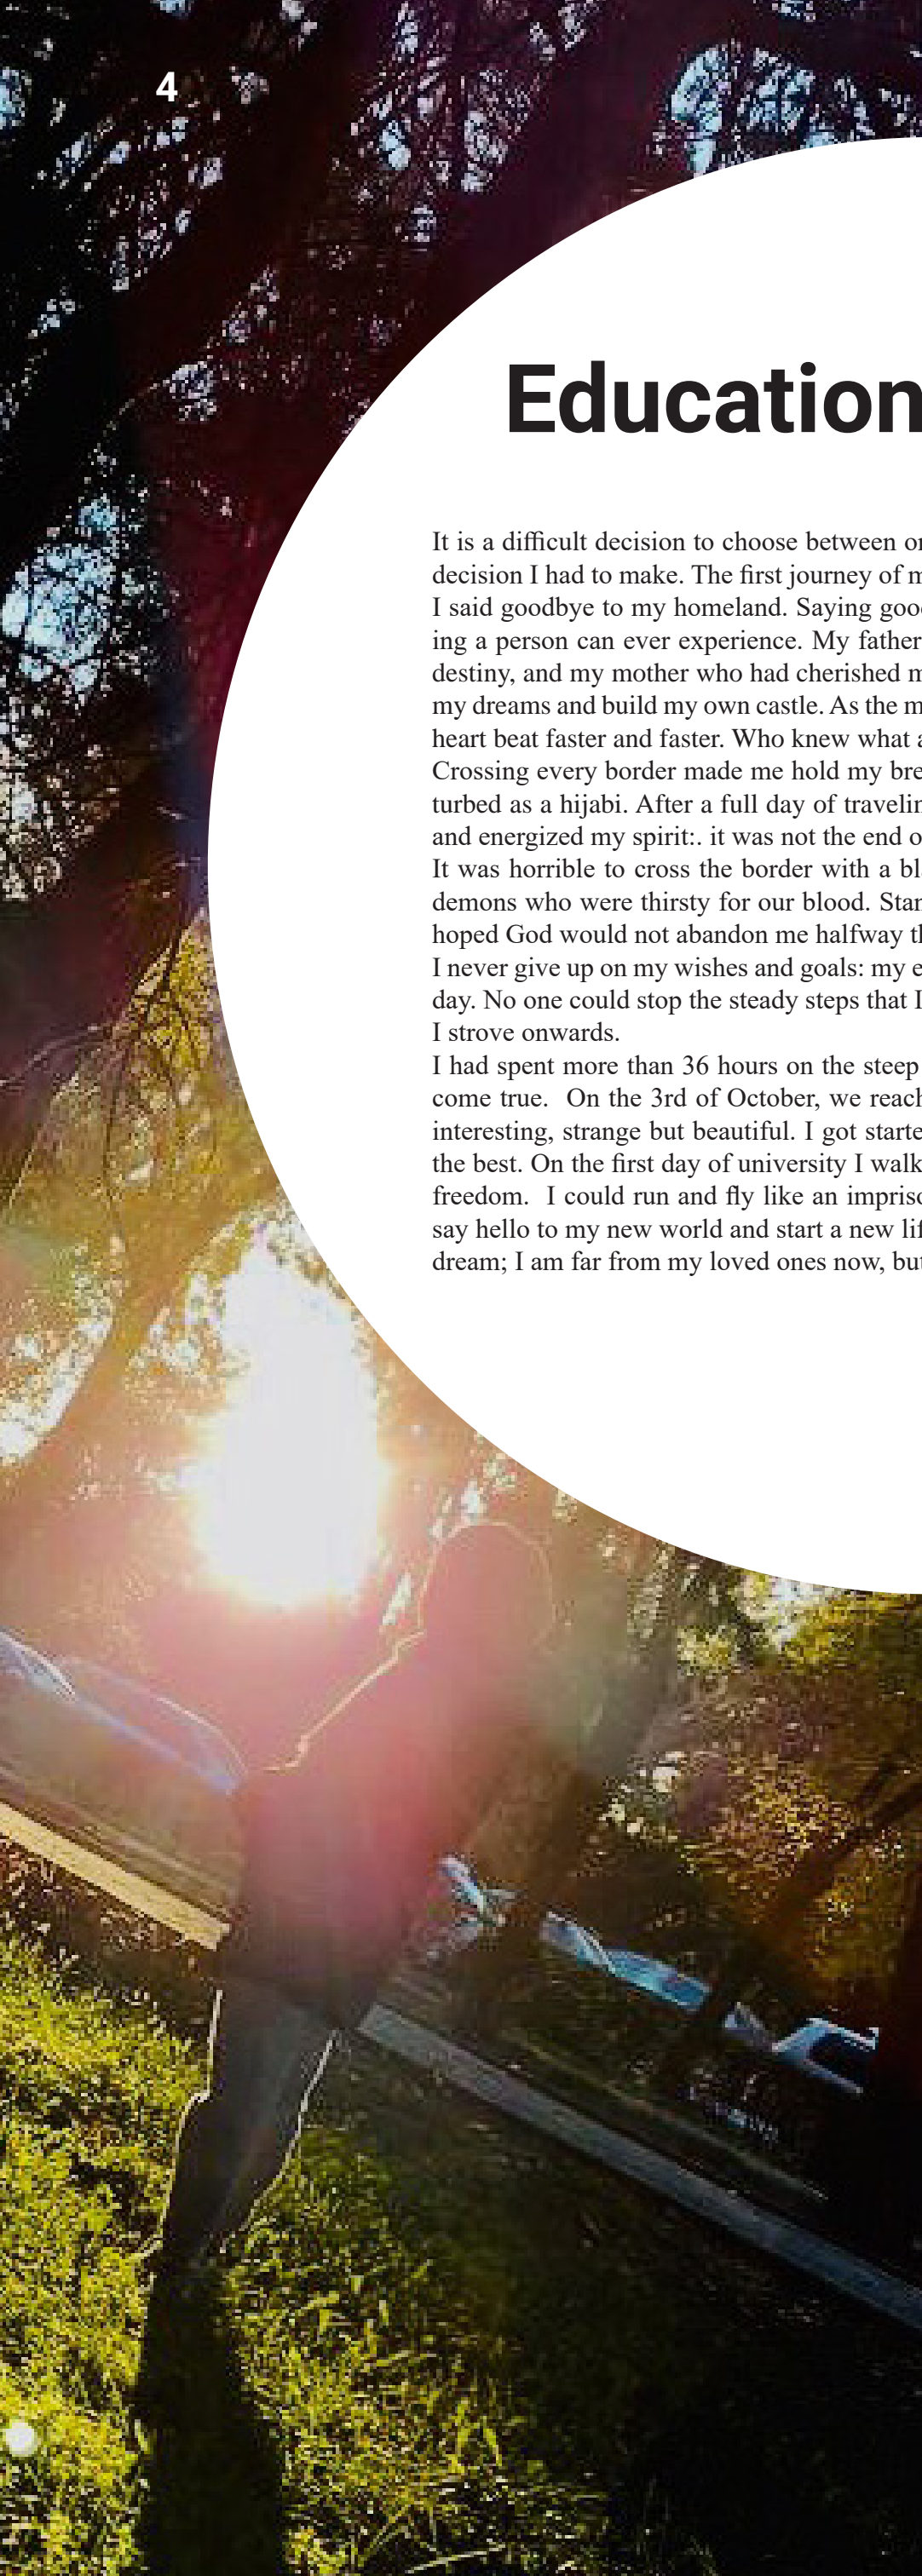 4
Education
It is a difficult decision to choose between
decision I had to make. The first journey of
I said goodbye to my homeland. Saying
ing a person can ever experience. My father
destiny, and my mother who had cherished
my dreams and build my own castle. As the
heart beat faster and faster. Who knew what
Crossing every border made me hold my
turbed as a hijabi. After a full day of
and energized my spirit:. it was not the end
It was horrible to cross the border with a
demons who were thirsty for our blood.
hoped God would not abandon me halfway
I never give up on my wishes and goals: my
day. No one could stop the steady steps that I
I strove onwards.
I had spent more than 36 hours on the steep
come true.  On the 3rd of October, we
interesting, strange but beautiful. I got
the best. On the first day of university I
freedom.  I could run and fly like an
say hello to my new world and start a new
dream; I am far from my loved ones now, but